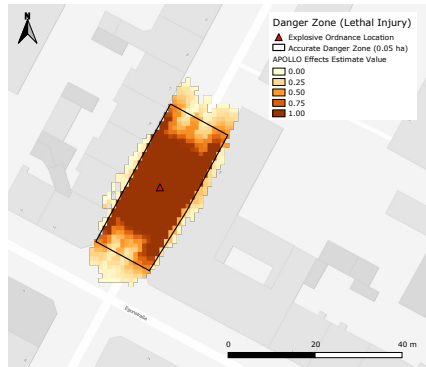 N
Danger Zone (Lethal Injury)
Explosive Ordnance Location
Accurate Danger Zone (0.05 ha)
APOLLO Effects Estimate Value
0.00
0.25
0.50
0.75
1.00
0 20 40 m